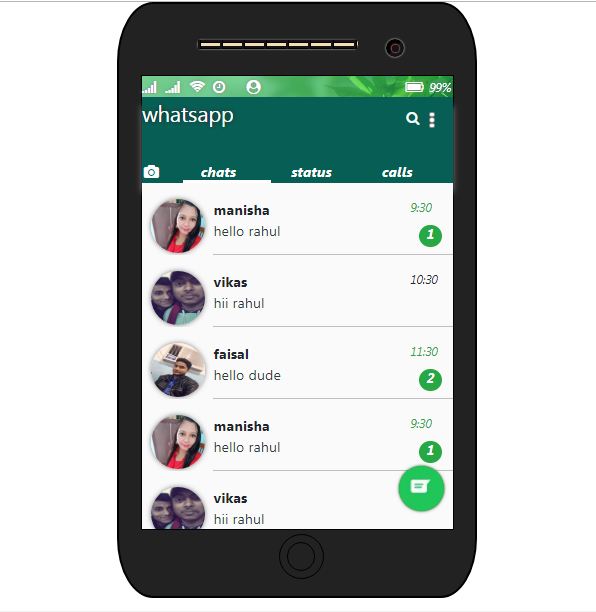 99%
whatsapp
chats status calls
manisha 9:30
hello rahul 1
vikas 10:30
hii rahul
faisal 11:30
hello dude 2
manisha 9:30
hello rahul 1
vikas
hii rahul